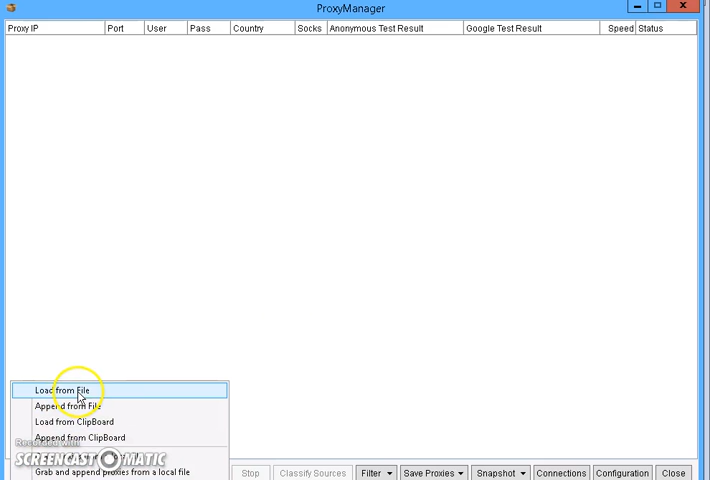 ProxyManager
Proxy IP Port User Pass Country Socks Anonymous Test Result Google Test Result Speed Status
Load from File
Append from File
Load from ClipBoard
Append from ClipBoard
Recorded with
SCREENCAST MATIC
Grab and append proxies from a local file
Stop Classify Sources Filter Save Proxies Snapshot Connections Configuration Close